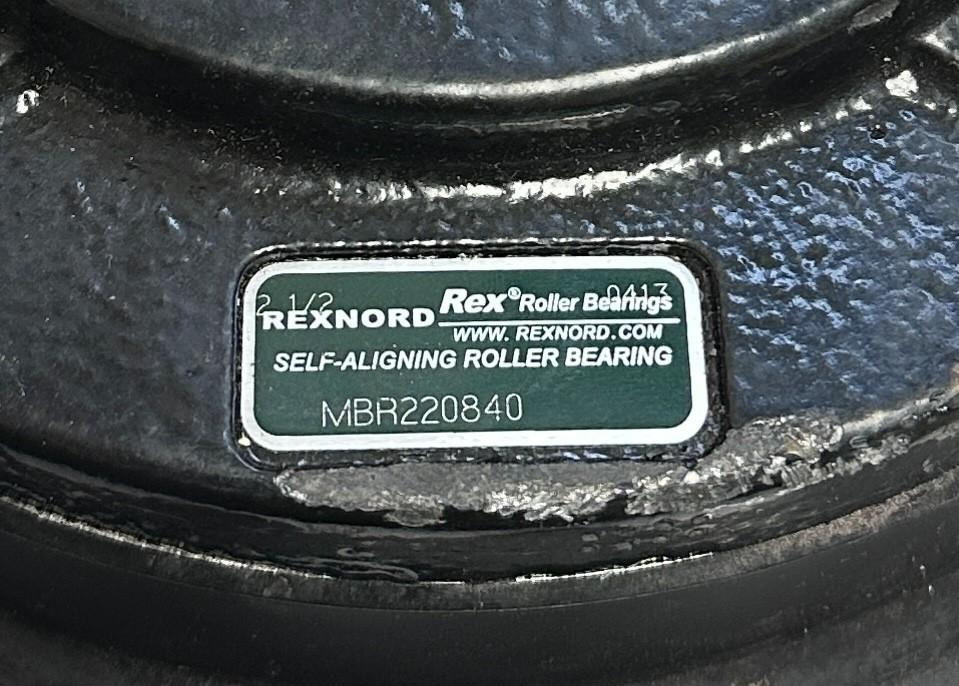 2 1/2 0413
REXNORD Rex® Roller Bearings
WWW. REXNORD.COM
SELF-ALIGNING ROLLER BEARING
MBR220840